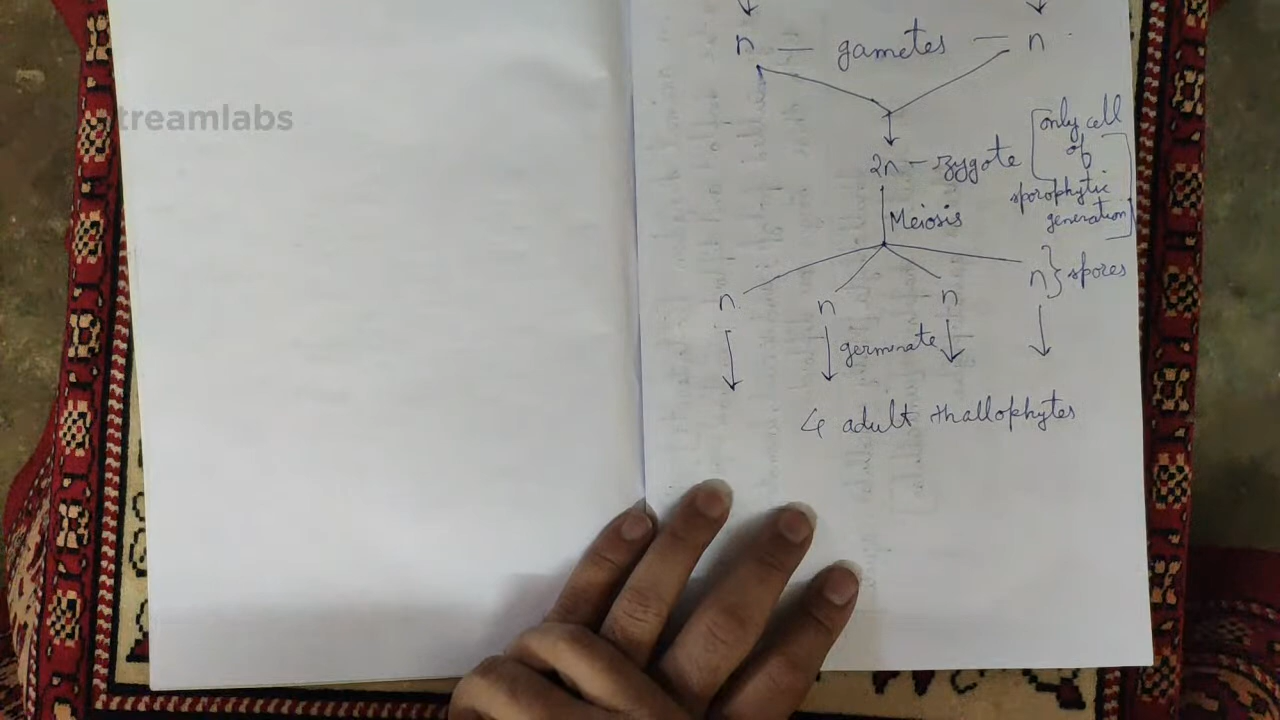 treamlabs
n — gametes — n
2n - zygote [only cell
of
sporophytic
generation]
Meiosis
n n n n } spores
germinate
4 adult thallophytes